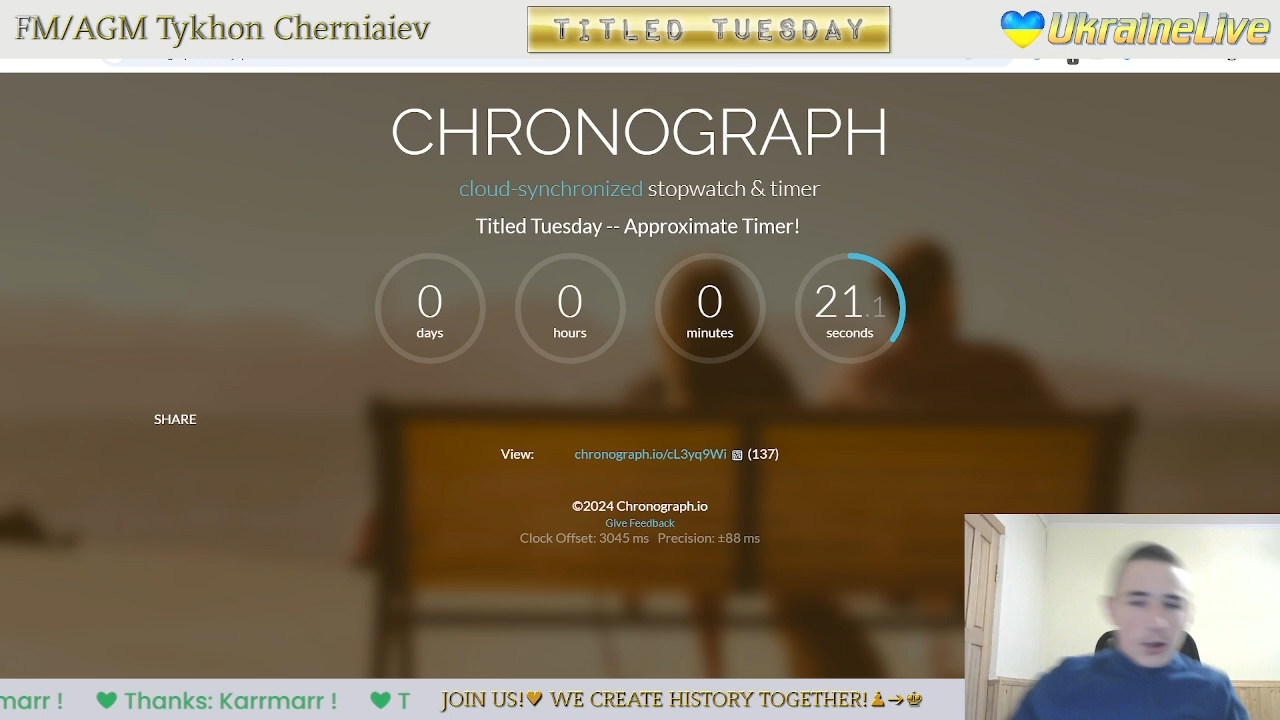 FM/AGM Tykhon Cherniaiev
TITLED TUESDAY
UkraineLive
CHRONOGRAPH
cloud-synchronized stopwatch & timer
Titled Tuesday -- Approximate Timer!
0
days
0
hours
0
minutes
21.1
seconds
SHARE
View: chronograph.io/cL3yq9Wi (137)
©2024 Chronograph.io
Give Feedback
Clock Offset: 3045 ms Precision: ±88 ms
marr ! 💚 Thanks: Karrmarr ! 💚 T
JOIN US!🧡 WE CREATE HISTORY TOGETHER!♟→♚